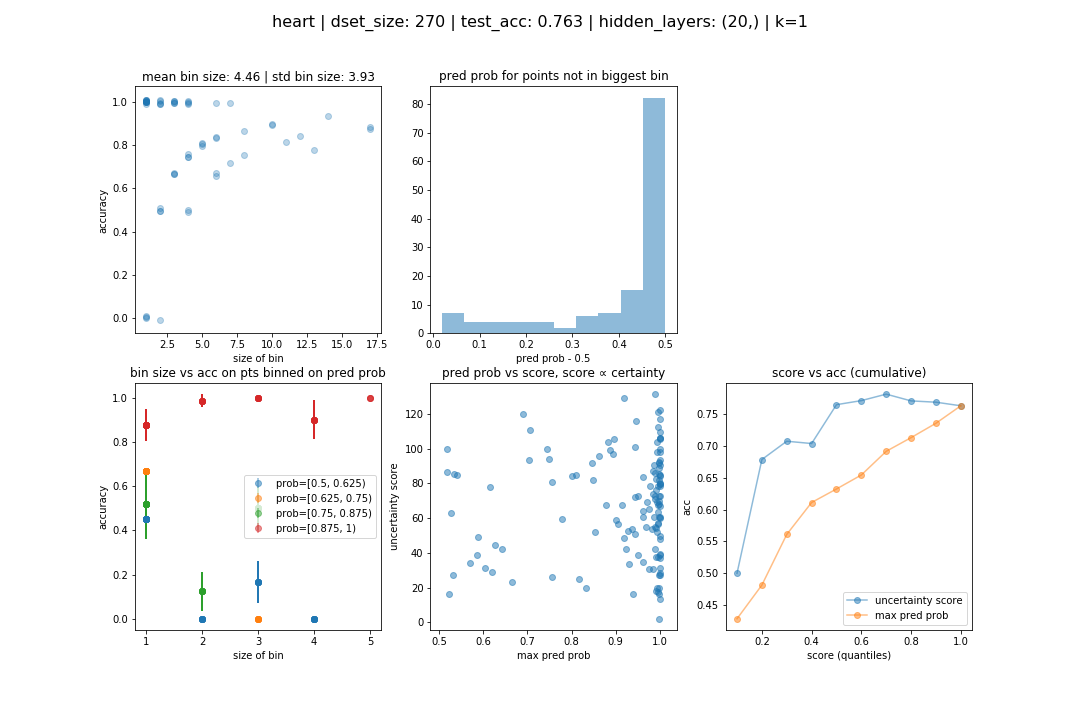 heart | dset_size: 270 | test_acc: 0.763 | hidden_layers: (20,) | k=1
mean bin size: 4.46 | std bin size: 3.93
1.0
0.8
0.6
0.4
0.2
0.0
accuracy
2.5 5.0 7.5 10.0 12.5 15.0 17.5
size of bin
pred prob for points not in biggest bin
80
70
60
50
40
30
20
10
0
0.0 0.1 0.2 0.3 0.4 0.5
pred prob - 0.5
bin size vs acc on pts binned on pred prob
1.0
0.8
0.6
0.4
0.2
0.0
accuracy
prob=[0.5, 0.625)
prob=[0.625, 0.75)
prob=[0.75, 0.875)
prob=[0.875, 1)
1 2 3 4 5
size of bin
pred prob vs score, score ∝ certainty
120
100
80
60
40
20
0
uncertainty score
0.5 0.6 0.7 0.8 0.9 1.0
max pred prob
score vs acc (cumulative)
0.75
0.70
0.65
0.60
0.55
0.50
0.45
acc
uncertainty score
max pred prob
0.2 0.4 0.6 0.8 1.0
score (quantiles)